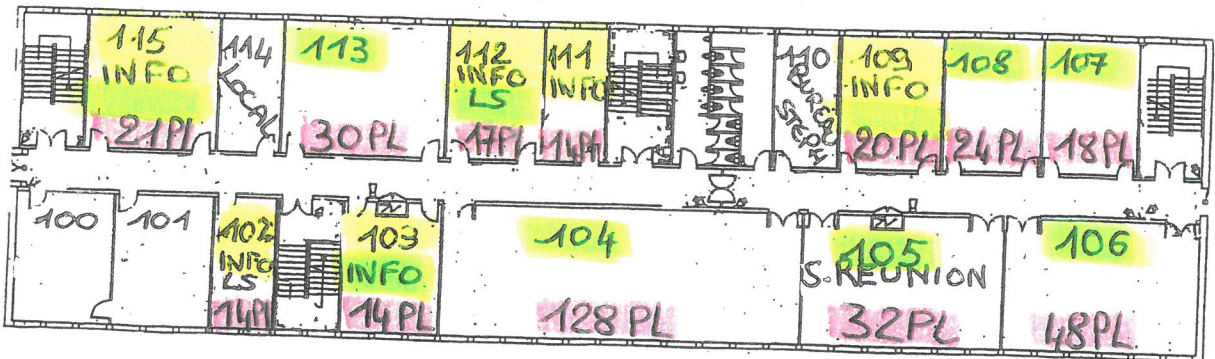 115
INFO
21PL
114
LOCAL
113
30PL
112
INFO
LS
17PL
111
INFO
14Pl
110
109
INFO
20PL
108
24PL
107
18PL
100
101
102
INFO
LS
14Pl
103
INFO
14PL
104
128PL
105
S.REUNION
32PL
106
48PL